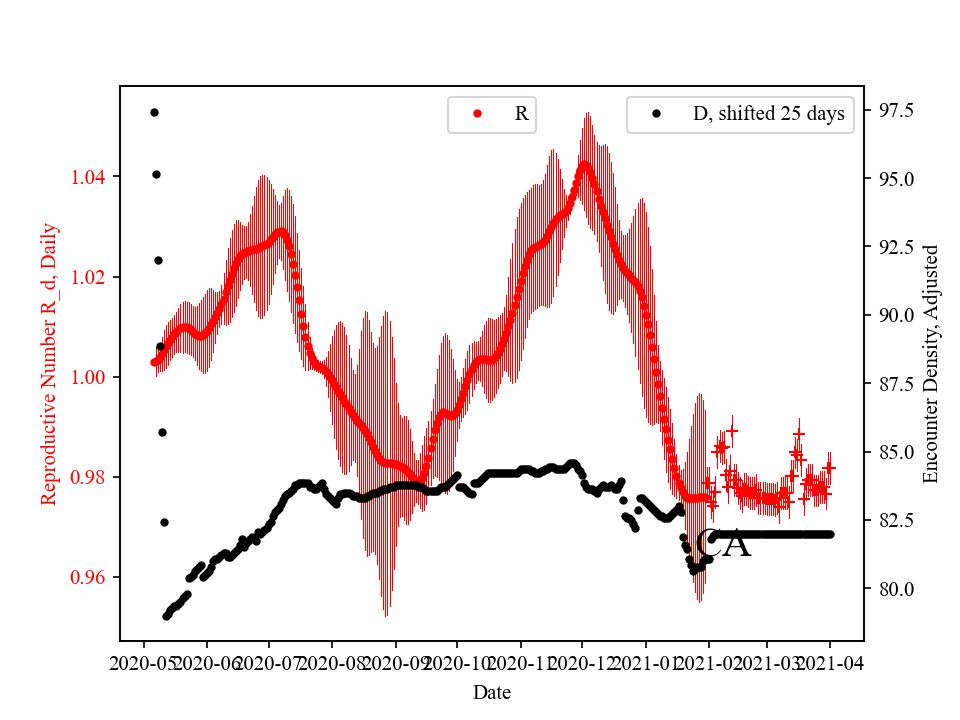 R
D, shifted 25 days
1.04
1.02
1.00
0.98
0.96
Reproductive Number R_d, Daily
97.5
95.0
92.5
90.0
87.5
85.0
82.5
80.0
Encounter Density, Adjusted
CA
2020-05 2020-06 2020-07 2020-08 2020-09 2020-10 2020-11 2020-12 2021-01 2021-02 2021-03 2021-04
Date